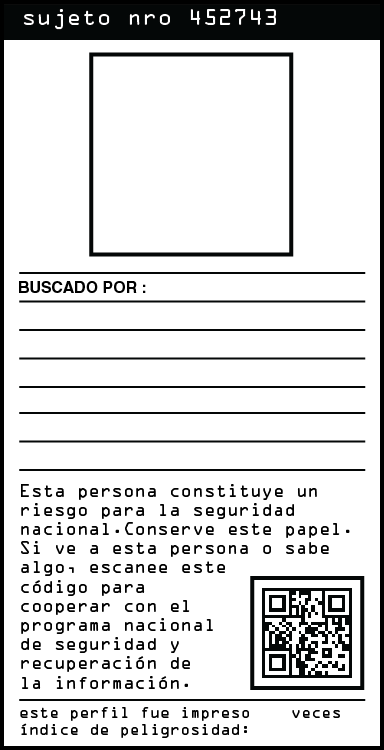 sujeto nro 452743
BUSCADO POR :
Esta persona constituye un
riesgo para la seguridad
nacional.Conserve este papel.
Si ve a esta persona o sabe
algo, escanee este
código para
cooperar con el
programa nacional
de seguridad y
recuperación de
la información.
este perfil fue impreso veces
índice de peligrosidad: